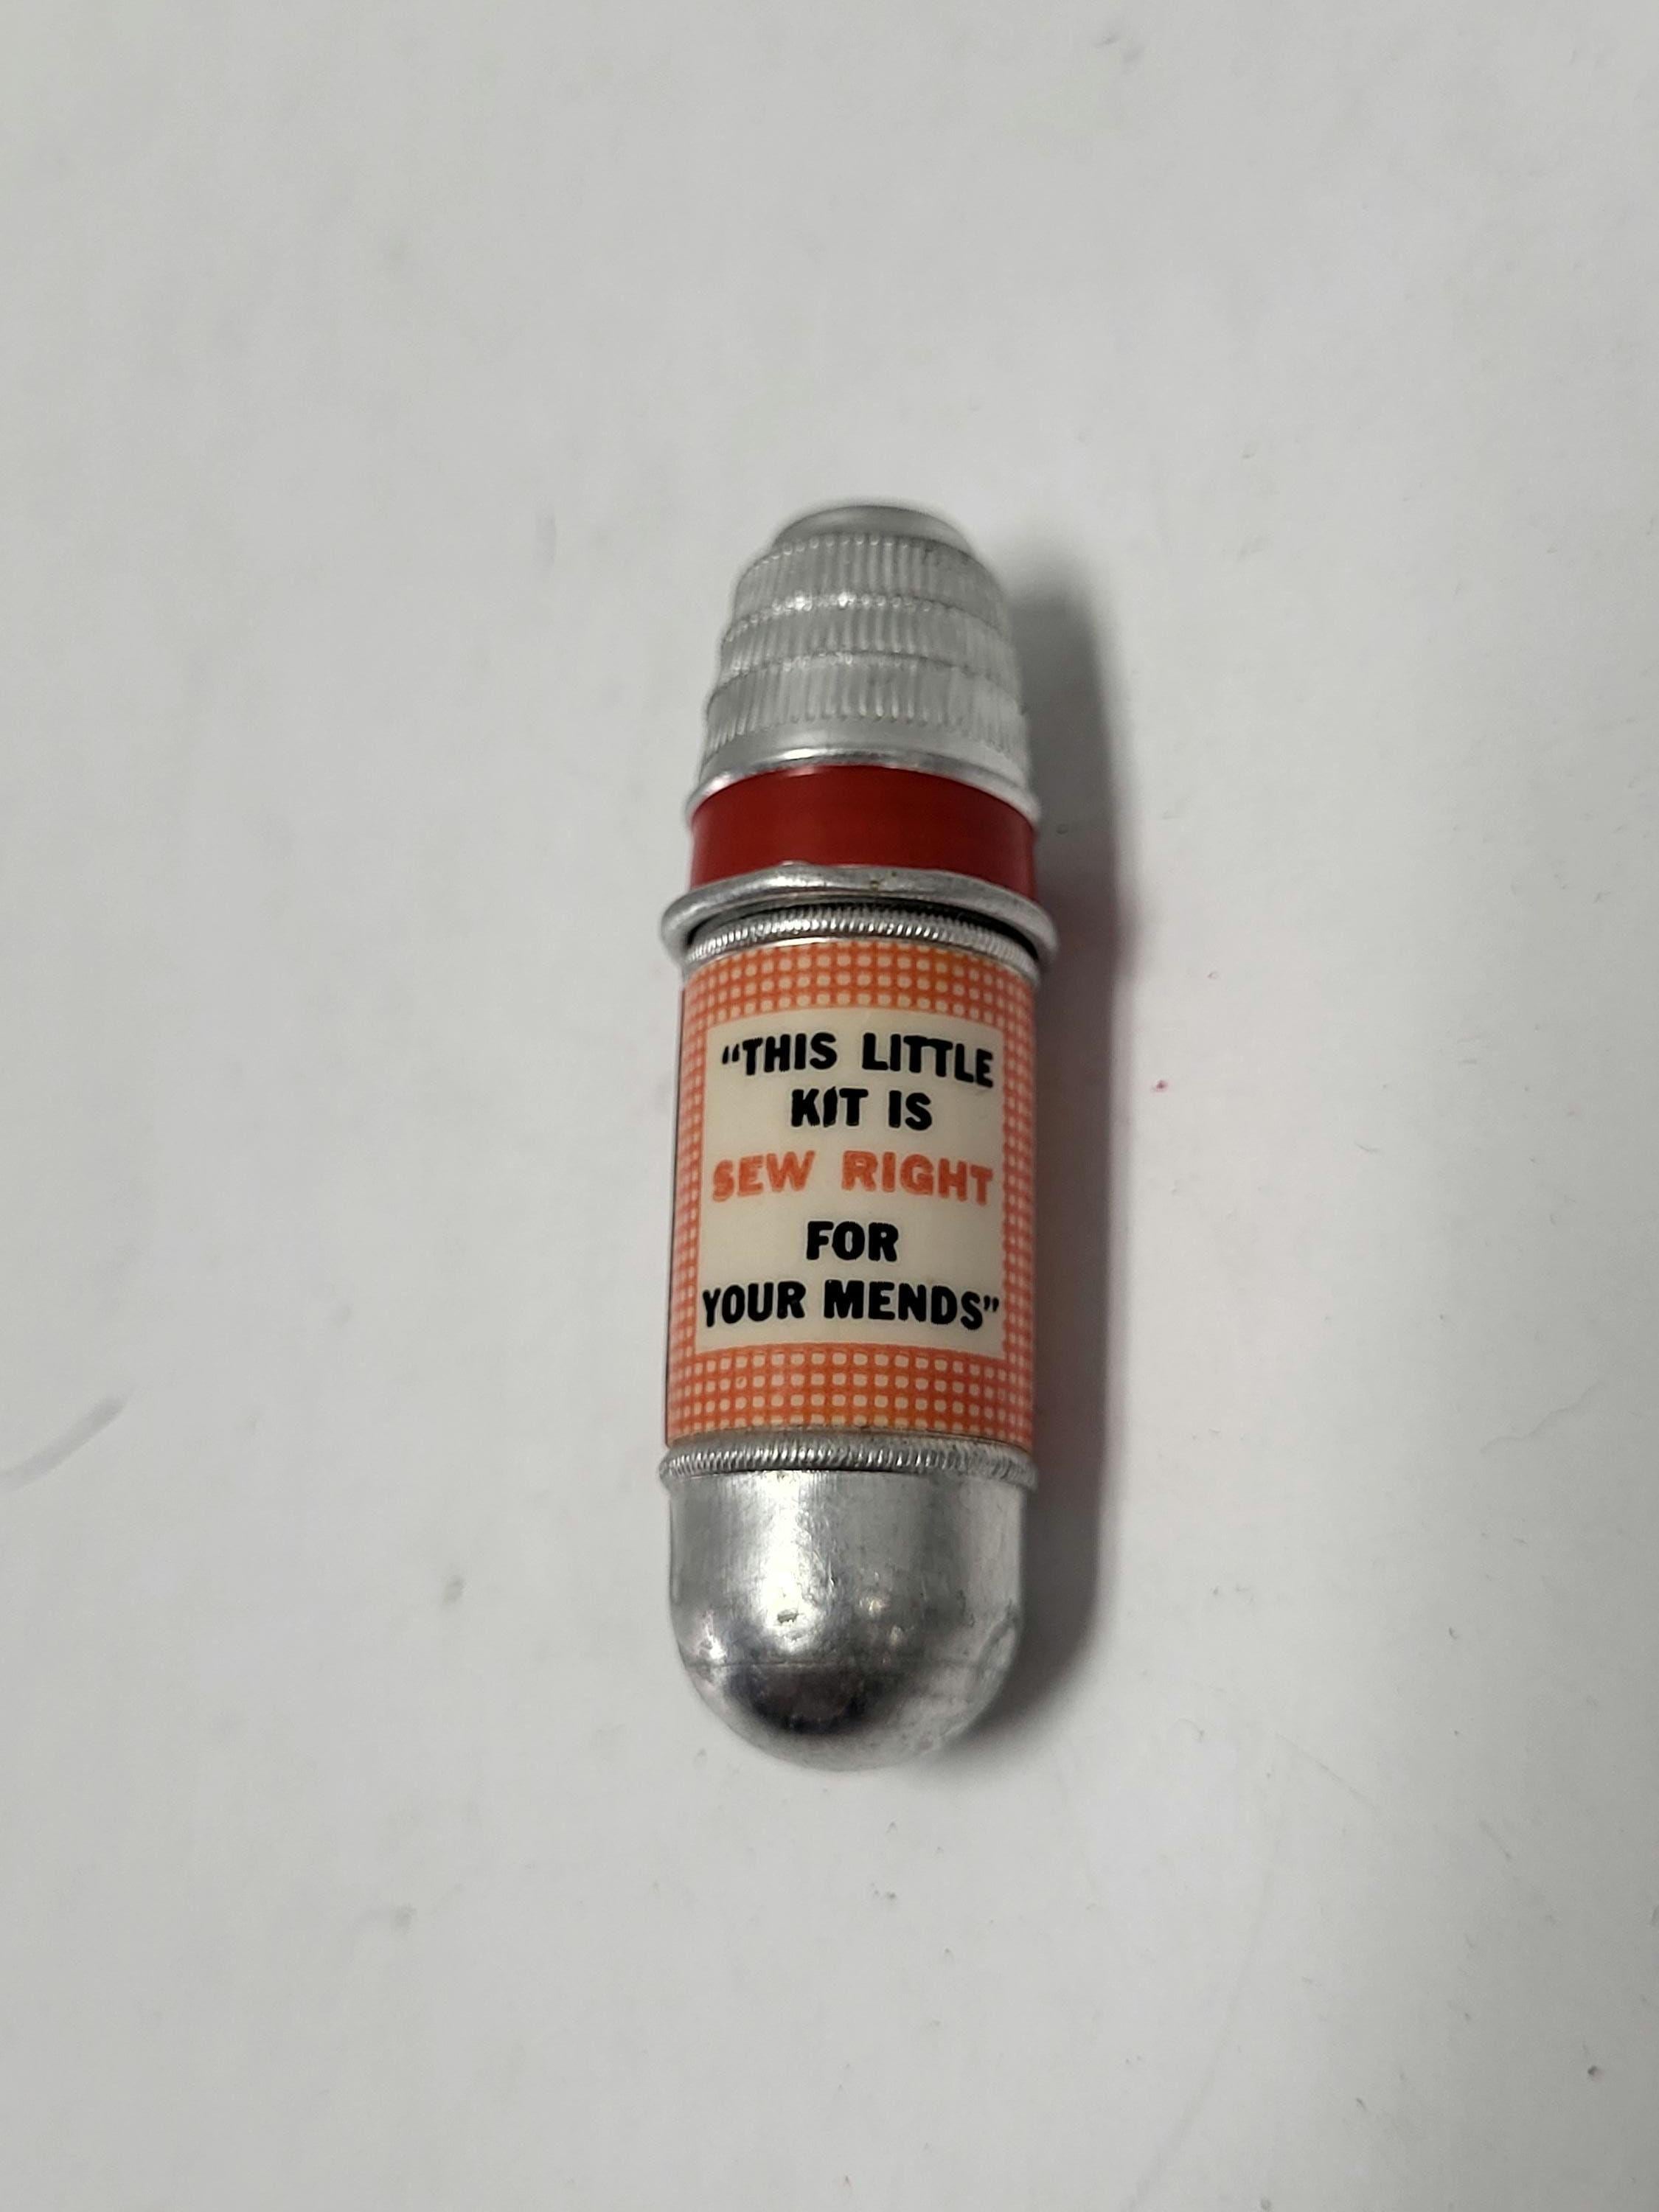 “THIS LITTLE
KIT IS
SEW RIGHT
FOR
YOUR MENDS”